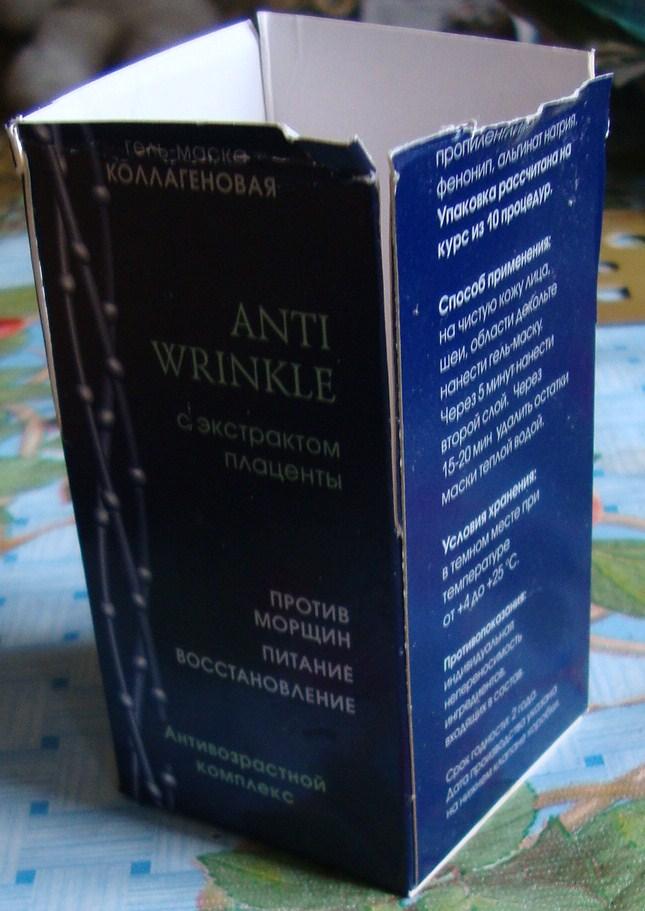 гель-маска
КОЛЛАГЕНОВАЯ
ANTI
WRINKLE
с экстрактом
плаценты
ПРОТИВ
МОРЩИН
ПИТАНИЕ
ВОССТАНОВЛЕНИЕ
Антивозрастной
комплекс
фенонип, альгинат натрия.
Упаковка рассчитана на
курс из 10 процедур.
Способ применения:
на чистую кожу лица,
шеи, области декольте
нанести гель-маску.
Через 5 минут нанести
второй слой. Через
15-20 мин удалить остатки
маски теплой водой.
Условия хранения:
в темном месте при
температуре
от +4 до +25 °C.
Противопоказания:
индивидуальная
непереносимость
ингредиентов,
входящих в состав.
Срок годности: 2 года.
Дата производства указана
на нижнем клапане коробки.